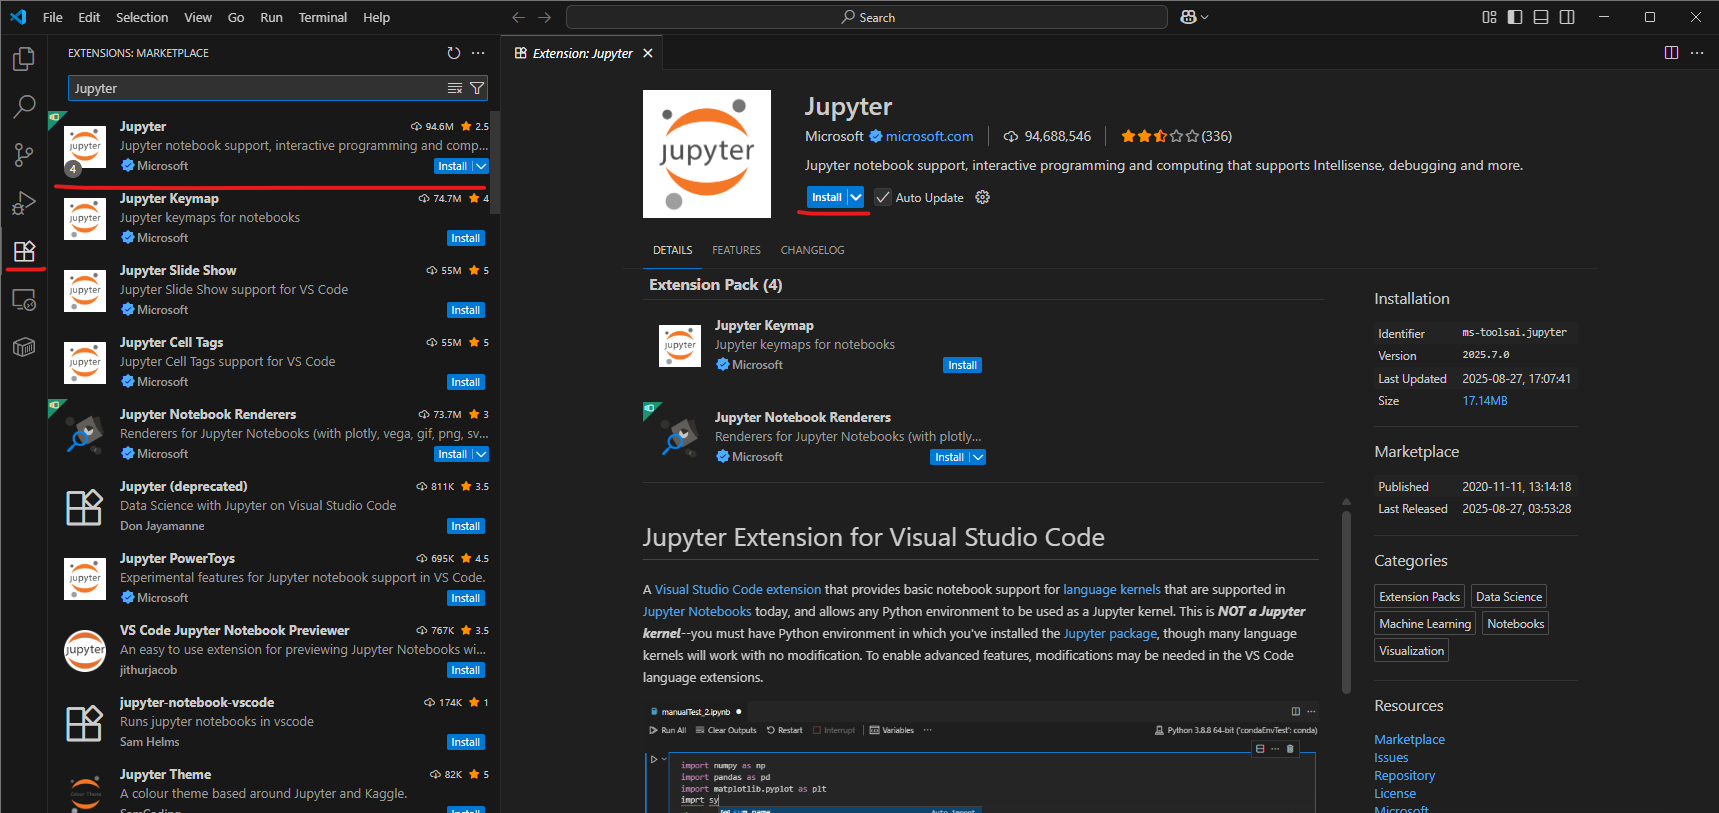 File Edit Selection View Go Run Terminal Help
Search
EXTENSIONS: MARKETPLACE
Jupyter
Jupyter 94.6M 2.5
Jupyter notebook support, interactive programming and comp...
Microsoft Install
4
Jupyter Keymap 74.7M 4
Jupyter keymaps for notebooks
Microsoft Install
Jupyter Slide Show 55M 5
Jupyter Slide Show support for VS Code
Microsoft Install
Jupyter Cell Tags 55M 5
Jupyter Cell Tags support for VS Code
Microsoft Install
Jupyter Notebook Renderers 73.7M 3
Renderers for Jupyter Notebooks (with plotly, vega, gif, png, sv...
Microsoft Install
Jupyter (deprecated) 811K 3.5
Data Science with Jupyter on Visual Studio Code
Don Jayamanne Install
Jupyter PowerToys 695K 4.5
Experimental features for Jupyter notebook support in VS Code.
Microsoft Install
VS Code Jupyter Notebook Previewer 767K 3.5
An easy to use extension for previewing Jupyter Notebooks wi...
jithurjacob Install
jupyter-notebook-vscode 174K 1
Runs jupyter notebooks in vscode
Sam Helms Install
Jupyter Theme 82K 5
A colour theme based around Jupyter and Kaggle.
SamCoding Install
Extension: Jupyter
jupyter
Jupyter
Microsoft microsoft.com 94,688,546 (336)
Jupyter notebook support, interactive programming and computing that supports Intellisense, debugging and more.
Install Auto Update
DETAILS FEATURES CHANGELOG
Extension Pack (4)
Jupyter Keymap
Jupyter keymaps for notebooks
Microsoft Install
Jupyter Notebook Renderers
Renderers for Jupyter Notebooks (with plotly...
Microsoft Install
Jupyter Extension for Visual Studio Code
A Visual Studio Code extension that provides basic notebook support for language kernels that are supported in
Jupyter Notebooks today, and allows any Python environment to be used as a Jupyter kernel. This is NOT a Jupyter
kernel--you must have Python environment in which you've installed the Jupyter package, though many language
kernels will work with no modification. To enable advanced features, modifications may be needed in the VS Code
language extensions.
manualTest_2.ipynb
Run All Clear Outputs Restart Interrupt Variables Python 3.8.8 64-bit ('condaEnvTest': conda)
import numpy as np
import pandas as pd
import matplotlib.pyplot as plt
imprt sy
Auto import
Installation
Identifier ms-toolsai.jupyter
Version 2025.7.0
Last Updated 2025-08-27, 17:07:41
Size 17.14MB
Marketplace
Published 2020-11-11, 13:14:18
Last Released 2025-08-27, 03:53:28
Categories
Extension Packs Data Science
Machine Learning Notebooks
Visualization
Resources
Marketplace
Issues
Repository
License
Microsoft